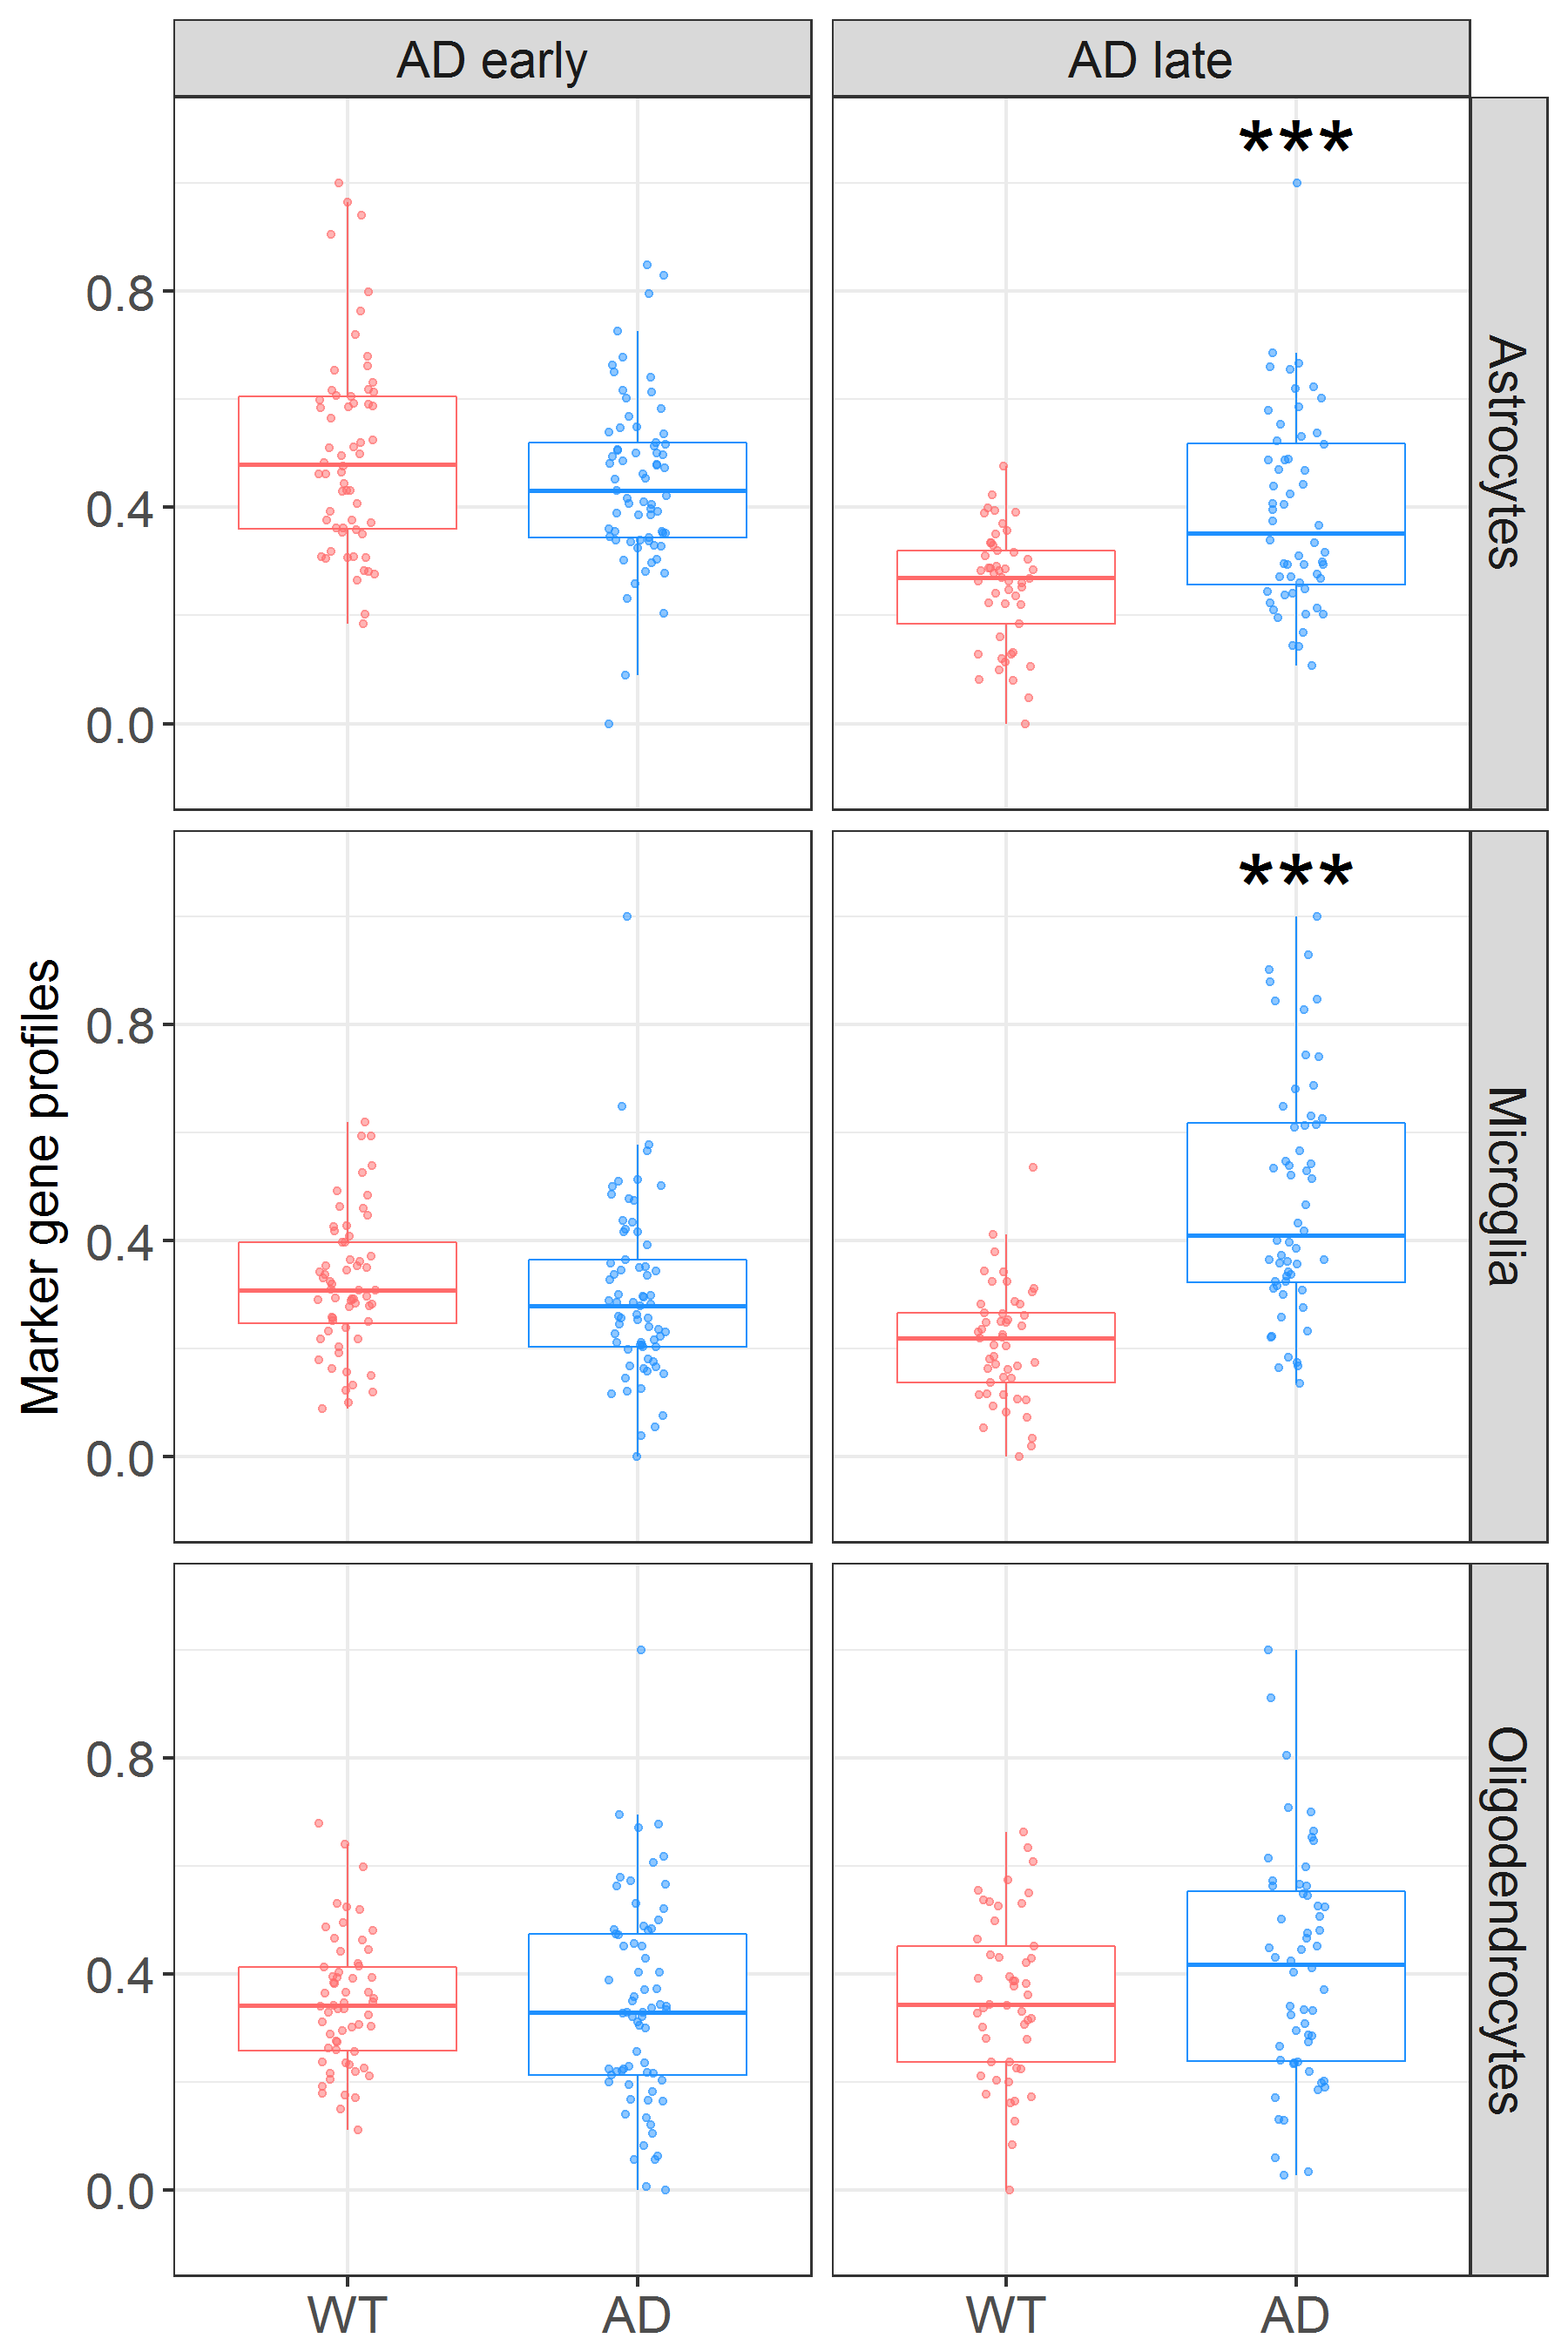 AD early
AD late
***
0.8
0.4
0.0
Astrocytes
***
Marker gene profiles
0.8
0.4
0.0
Microglia
0.8
0.4
0.0
Oligodendrocytes
WT
AD
WT
AD